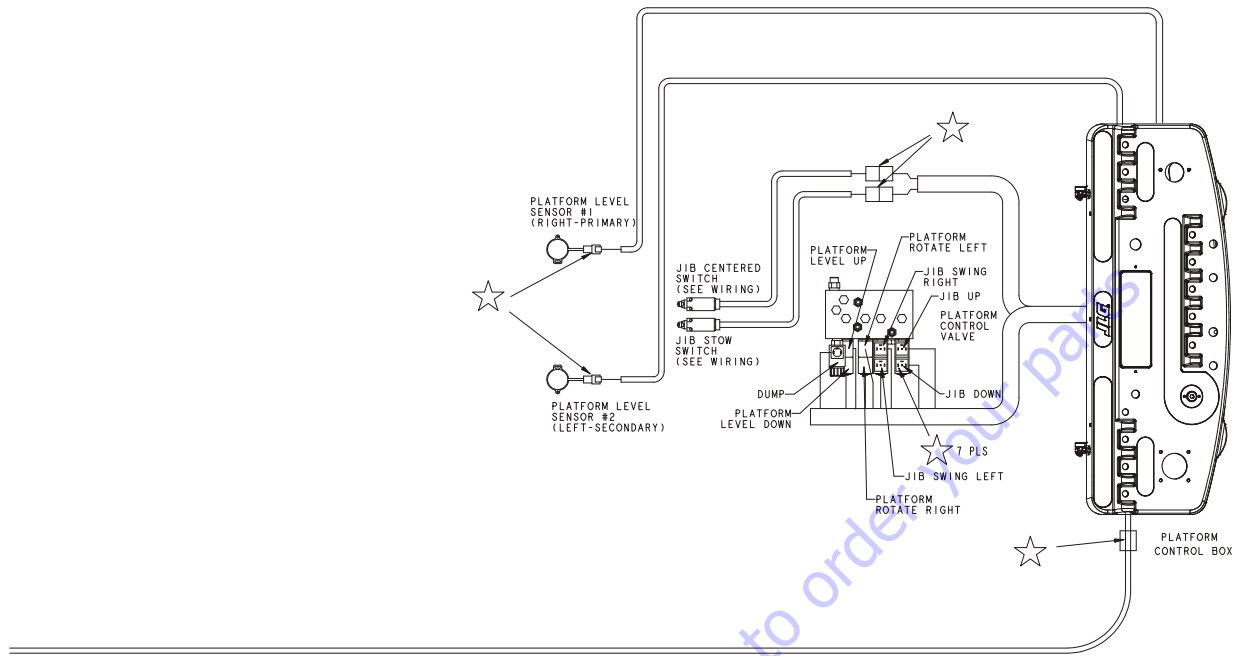 PLATFORM LEVEL
SENSOR #1
(RIGHT-PRIMARY)
JIB CENTERED
SWITCH
(SEE WIRING)
JIB STOW
SWITCH
(SEE WIRING)
PLATFORM LEVEL
SENSOR #2
(LEFT-SECONDARY)
PLATFORM
LEVEL UP
PLATFORM
ROTATE LEFT
JIB SWING
RIGHT
JIB UP
PLATFORM
CONTROL
VALVE
DUMP
PLATFORM
LEVEL DOWN
JIB DOWN
7 PLS
JIB SWING LEFT
PLATFORM
ROTATE RIGHT
JLG
PLATFORM
CONTROL BOX
to order your parts